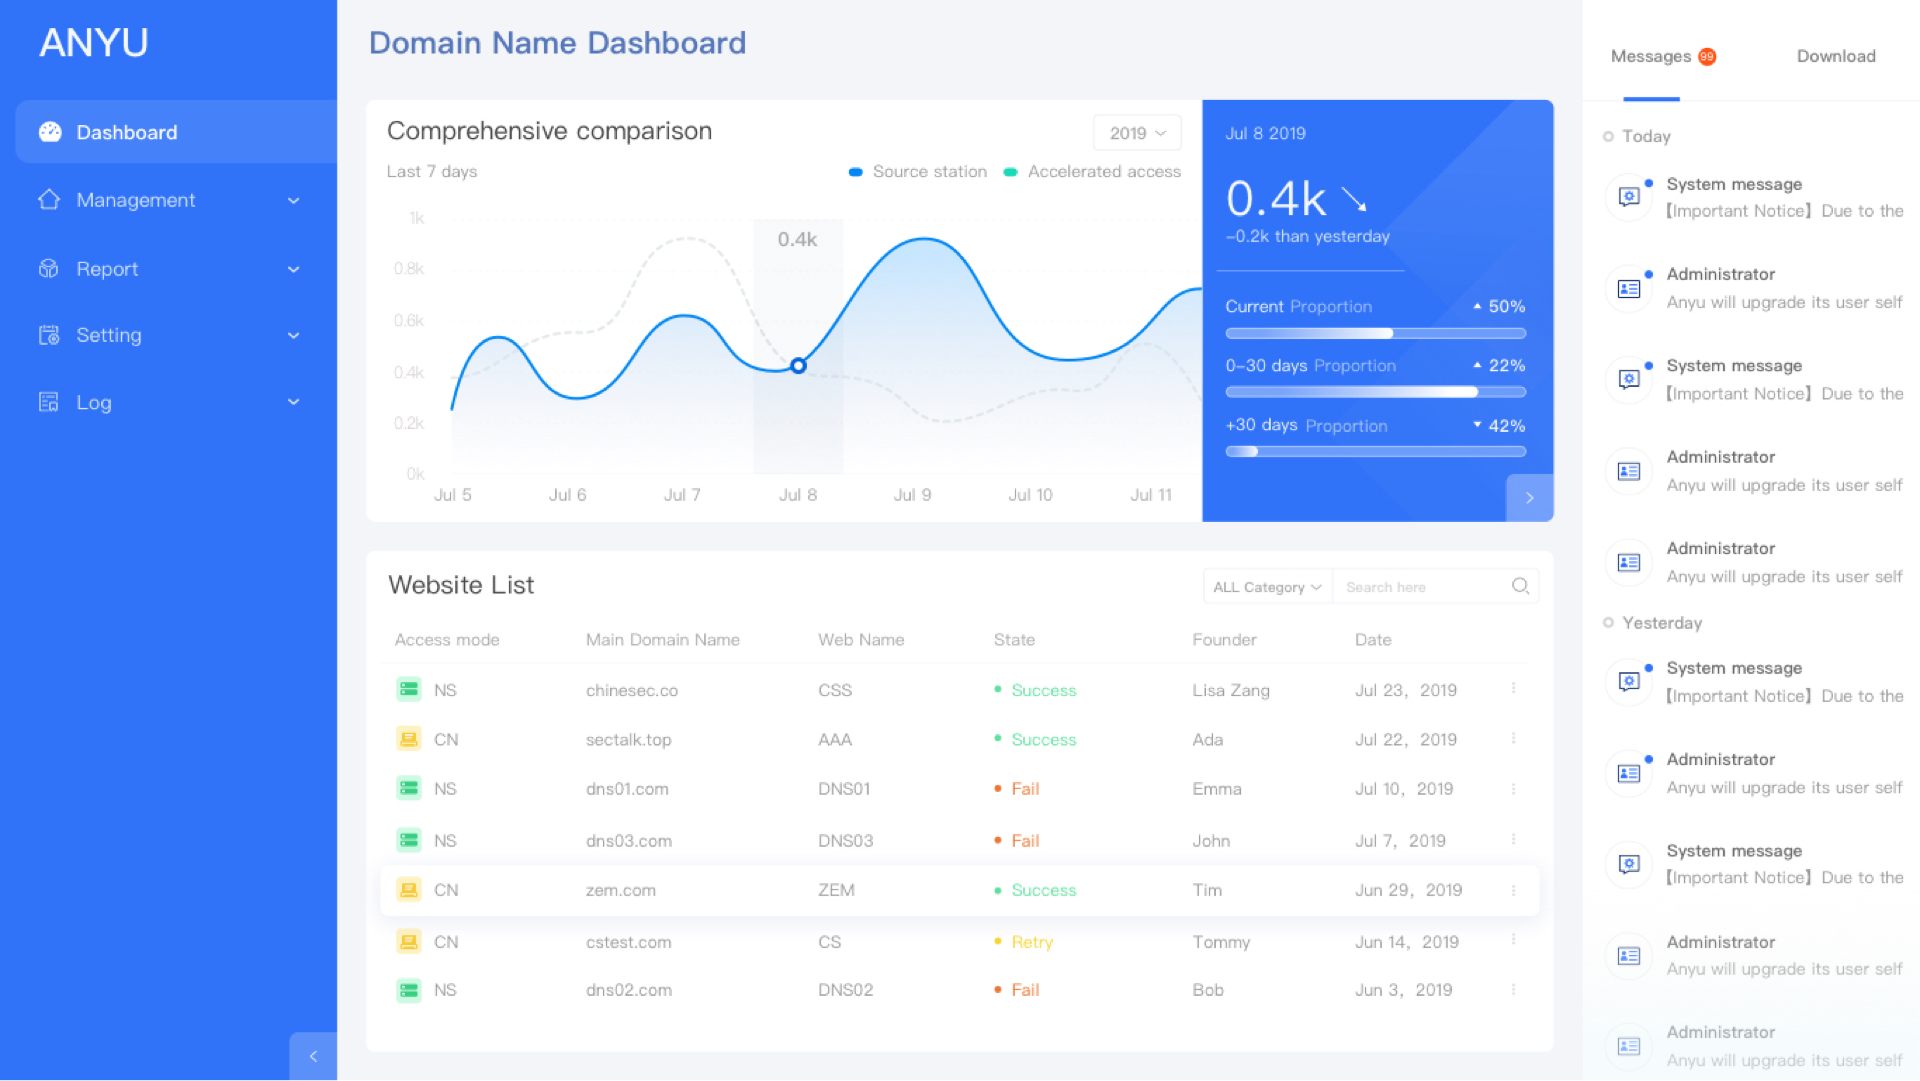 ANYU
Dashboard
Management
Report
Setting
Log
Domain Name Dashboard
Comprehensive comparison
2019
Last 7 days
Source station
Accelerated access
1k
0.8k
0.6k
0.4k
0.2k
0k
0.4k
Jul 5 Jul 6 Jul 7 Jul 8 Jul 9 Jul 10 Jul 11
Jul 8 2019
0.4k
-0.2k than yesterday
Current Proportion 50%
0-30 days Proportion 22%
+30 days Proportion 42%
Website List
ALL Category
Search here
Access mode Main Domain Name Web Name State Founder Date
NS chinesec.co CSS Success Lisa Zang Jul 23，2019
CN sectalk.top AAA Success Ada Jul 22，2019
NS dns01.com DNS01 Fail Emma Jul 10，2019
NS dns03.com DNS03 Fail John Jul 7，2019
CN zem.com ZEM Success Tim Jun 29，2019
CN cstest.com CS Retry Tommy Jun 14，2019
NS dns02.com DNS02 Fail Bob Jun 3，2019
Messages 99
Download
Today
System message
【Important Notice】Due to the
Administrator
Anyu will upgrade its user self
System message
【Important Notice】Due to the
Administrator
Anyu will upgrade its user self
Administrator
Anyu will upgrade its user self
Yesterday
System message
【Important Notice】Due to the
Administrator
Anyu will upgrade its user self
System message
【Important Notice】Due to the
Administrator
Anyu will upgrade its user self
Administrator
Anyu will upgrade its user self